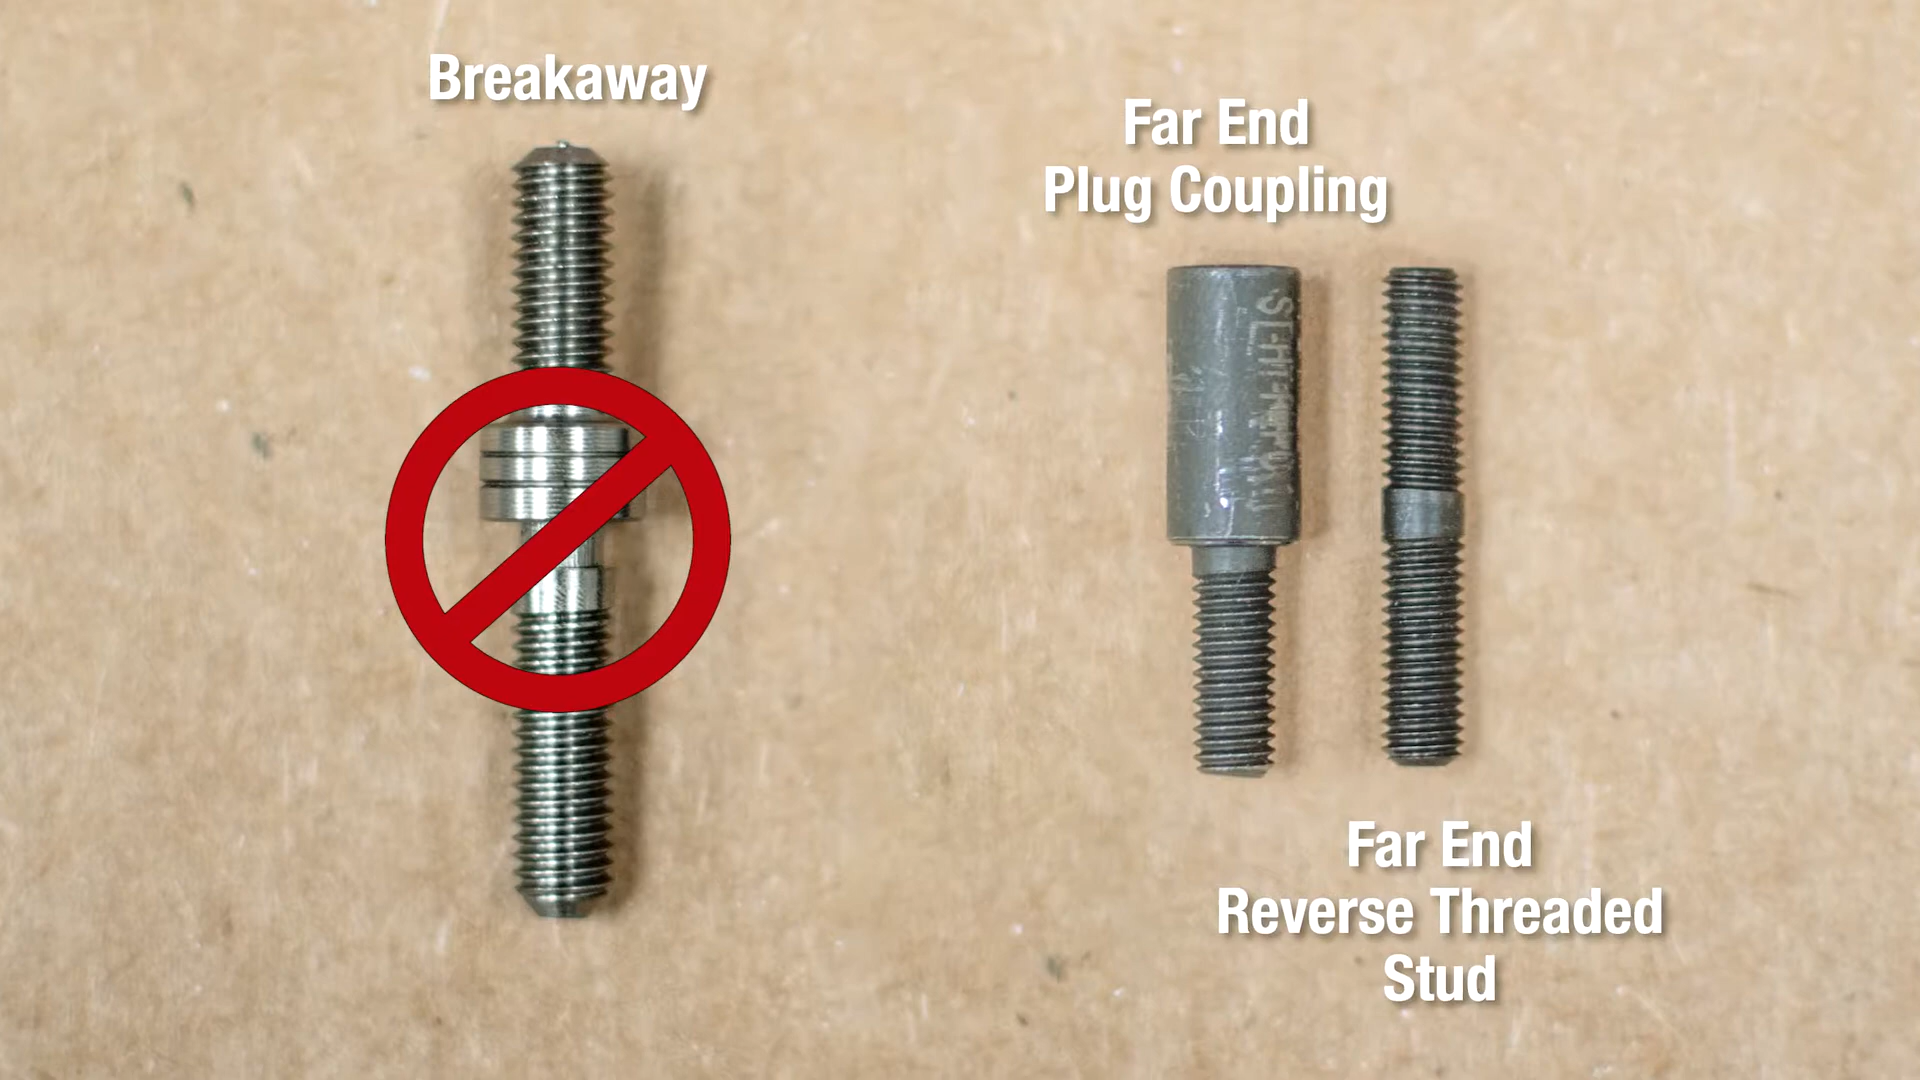 Breakaway
Far End
Plug Coupling
Far End
Reverse Threaded
Stud